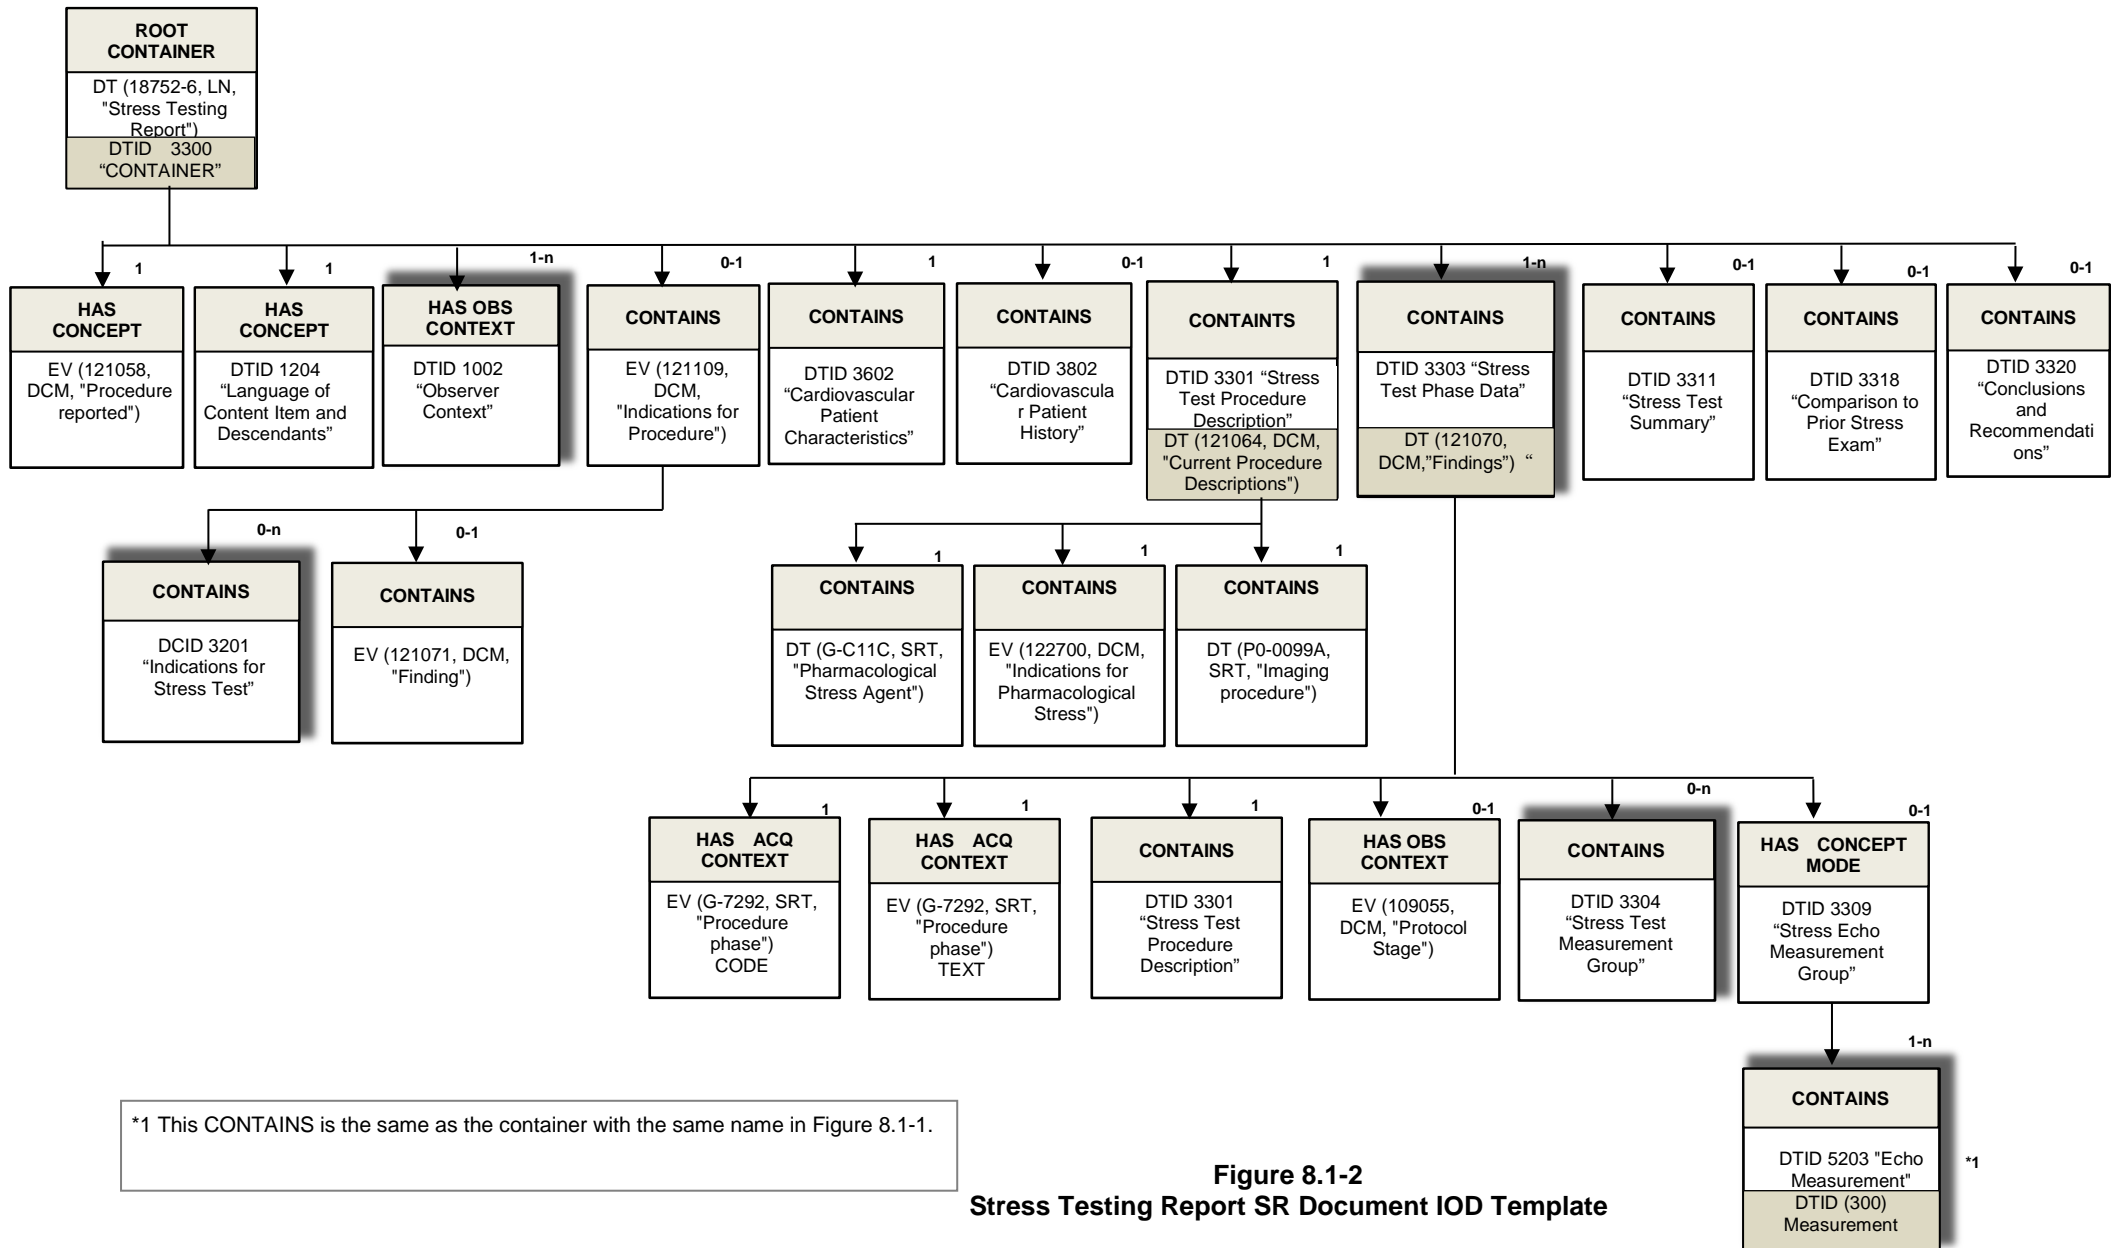 ROOT
CONTAINER
DT (18752-6, LN,
"Stress Testing
Report")
DTID 3300
“CONTAINER”
1
1
1-n
0-1
1
0-1
1
1-n
0-1
0-1
0-1
HAS
CONCEPT
EV (121058,
DCM, "Procedure
reported")
HAS
CONCEPT
DTID 1204
“Language of
Content Item and
Descendants”
HAS OBS
CONTEXT
DTID 1002
“Observer
Context”
CONTAINS
EV (121109,
DCM,
"Indications for
Procedure")
CONTAINS
DTID 3602
“Cardiovascular
Patient
Characteristics”
CONTAINS
DTID 3802
“Cardiovascula
r Patient
History”
CONTAINTS
DTID 3301 “Stress
Test Procedure
Description”
DT (121064, DCM,
"Current Procedure
Descriptions")
CONTAINS
DTID 3303 “Stress
Test Phase Data”
DT (121070,
DCM,”Findings”) “
CONTAINS
DTID 3311
“Stress Test
Summary”
CONTAINS
DTID 3318
“Comparison to
Prior Stress
Exam”
CONTAINS
DTID 3320
“Conclusions
and
Recommendati
ons”
0-n
0-1
CONTAINS
DCID 3201
“Indications for
Stress Test”
CONTAINS
EV (121071, DCM,
"Finding")
1
1
1
CONTAINS
DT (G-C11C, SRT,
"Pharmacological
Stress Agent")
CONTAINS
EV (122700, DCM,
"Indications for
Pharmacological
Stress")
CONTAINS
DT (P0-0099A,
SRT, "Imaging
procedure")
1
1
1
0-1
0-n
0-1
HAS ACQ
CONTEXT
EV (G-7292, SRT,
"Procedure
phase")
CODE
HAS ACQ
CONTEXT
EV (G-7292, SRT,
"Procedure
phase")
TEXT
CONTAINS
DTID 3301
“Stress Test
Procedure
Description”
HAS OBS
CONTEXT
EV (109055,
DCM, "Protocol
Stage")
CONTAINS
DTID 3304
“Stress Test
Measurement
Group”
HAS CONCEPT
MODE
DTID 3309
“Stress Echo
Measurement
Group”
1-n
CONTAINS
DTID 5203 "Echo
Measurement"
DTID (300)
Measurement
*1
*1 This CONTAINS is the same as the container with the same name in Figure 8.1-1.
Figure 8.1-2
Stress Testing Report SR Document IOD Template